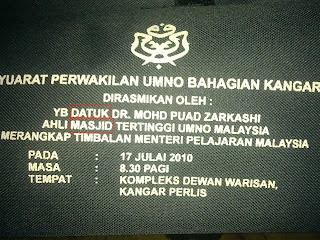 YUARAT PERWAKILAN UMNO BAHAGIAN KANGAR
DIRASMIKAN OLEH :
YB DATUK DR. MOHD PUAD ZARKASHI
AHLI MASJID TERTINGGI UMNO MALAYSIA
MERANGKAP TIMBALAN MENTERI PELAJARAN MALAYSIA
PADA : 17 JULAI 2010
MASA : 8.30 PAGI
TEMPAT : KOMPLEKS DEWAN WARISAN,
KANGAR PERLIS